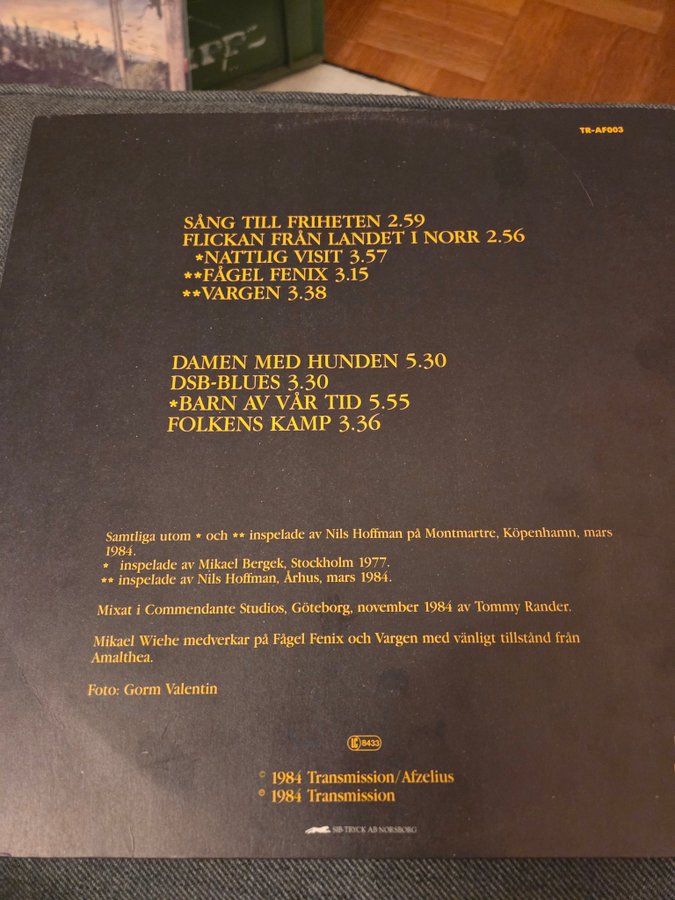 TR-AF003
SÅNG TILL FRIHETEN 2.59
FLICKAN FRÅN LANDET I NORR 2.56
*NATTLIG VISIT 3.57
**FÅGEL FENIX 3.15
**VARGEN 3.38
DAMEN MED HUNDEN 5.30
DSB-BLUES 3.30
*BARN AV VÅR TID 5.55
FOLKENS KAMP 3.36
Samtliga utom * och ** inspelade av Nils Hoffman på Montmartre, Köpenhamn, mars
1984.
* inspelade av Mikael Bergek, Stockholm 1977.
** inspelade av Nils Hoffman, Århus, mars 1984.
Mixat i Commendante Studios, Göteborg, november 1984 av Tommy Rander.
Mikael Wiehe medverkar på Fågel Fenix och Vargen med vänligt tillstånd från
Amalthea.
Foto: Gorm Valentin
LC 8433
© 1984 Transmission/Afzelius
℗ 1984 Transmission
SIB-TRYCK AB NORSBORG